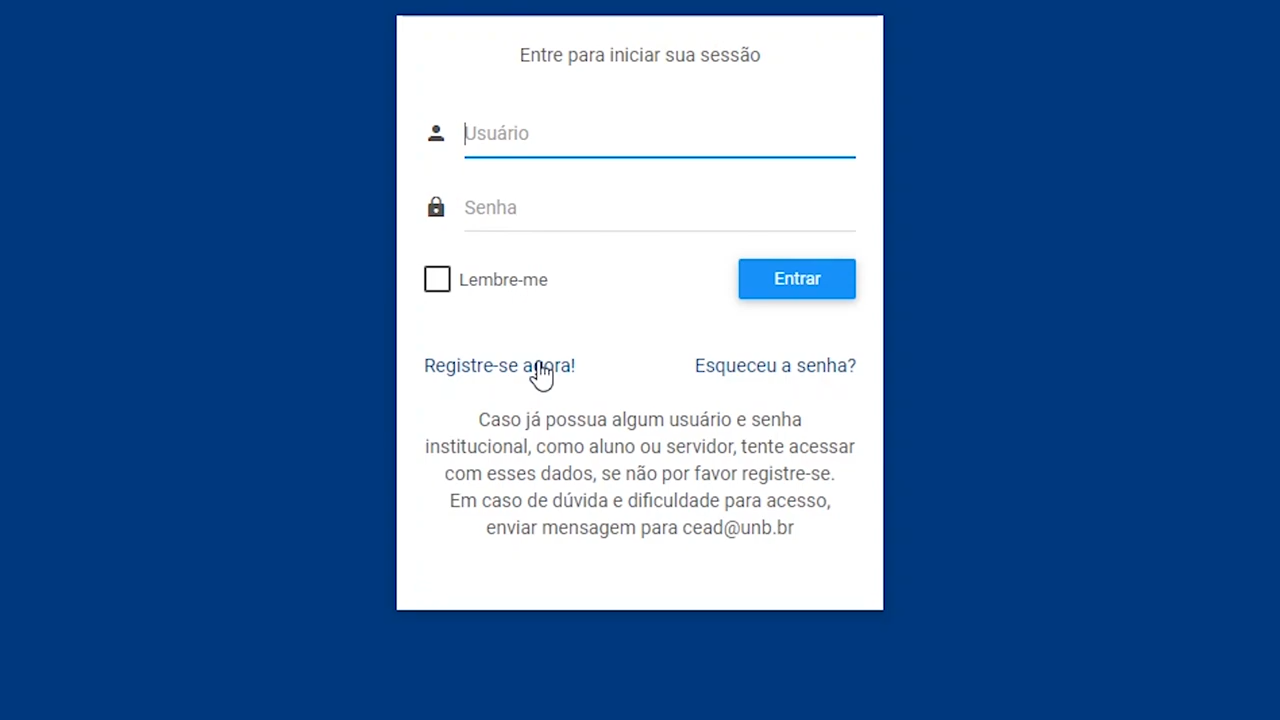 Entre para iniciar sua sessão
Usuário
Senha
Lembre-me
Entrar
Registre-se agora!
Esqueceu a senha?
Caso já possua algum usuário e senha
institucional, como aluno ou servidor, tente acessar
com esses dados, se não por favor registre-se.
Em caso de dúvida e dificuldade para acesso,
enviar mensagem para cead@unb.br